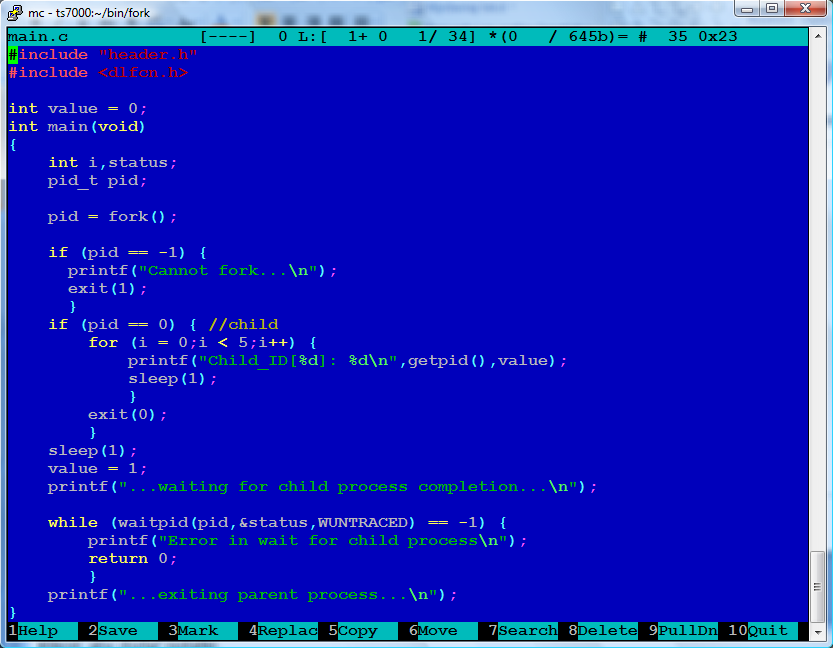 mc - ts7000:~/bin/fork
main.c [----] 0 L:[ 1+ 0 1/ 34] *(0 / 645b)= # 35 0x23
#include "header.h"
#include <dlfcn.h>
int value = 0;
int main(void)
{
int i,status;
pid_t pid;
pid = fork();
if (pid == -1) {
printf("Cannot fork...\n");
exit(1);
}
if (pid == 0) { //child
for (i = 0;i < 5;i++) {
printf("Child_ID[%d]: %d\n",getpid(),value);
sleep(1);
}
exit(0);
}
sleep(1);
value = 1;
printf("...waiting for child process completion...\n");
while (waitpid(pid,&status,WUNTRACED) == -1) {
printf("Error in wait for child process\n");
return 0;
}
printf("...exiting parent process...\n");
}
1Help 2Save 3Mark 4Replac 5Copy 6Move 7Search 8Delete 9PullDn 10Quit